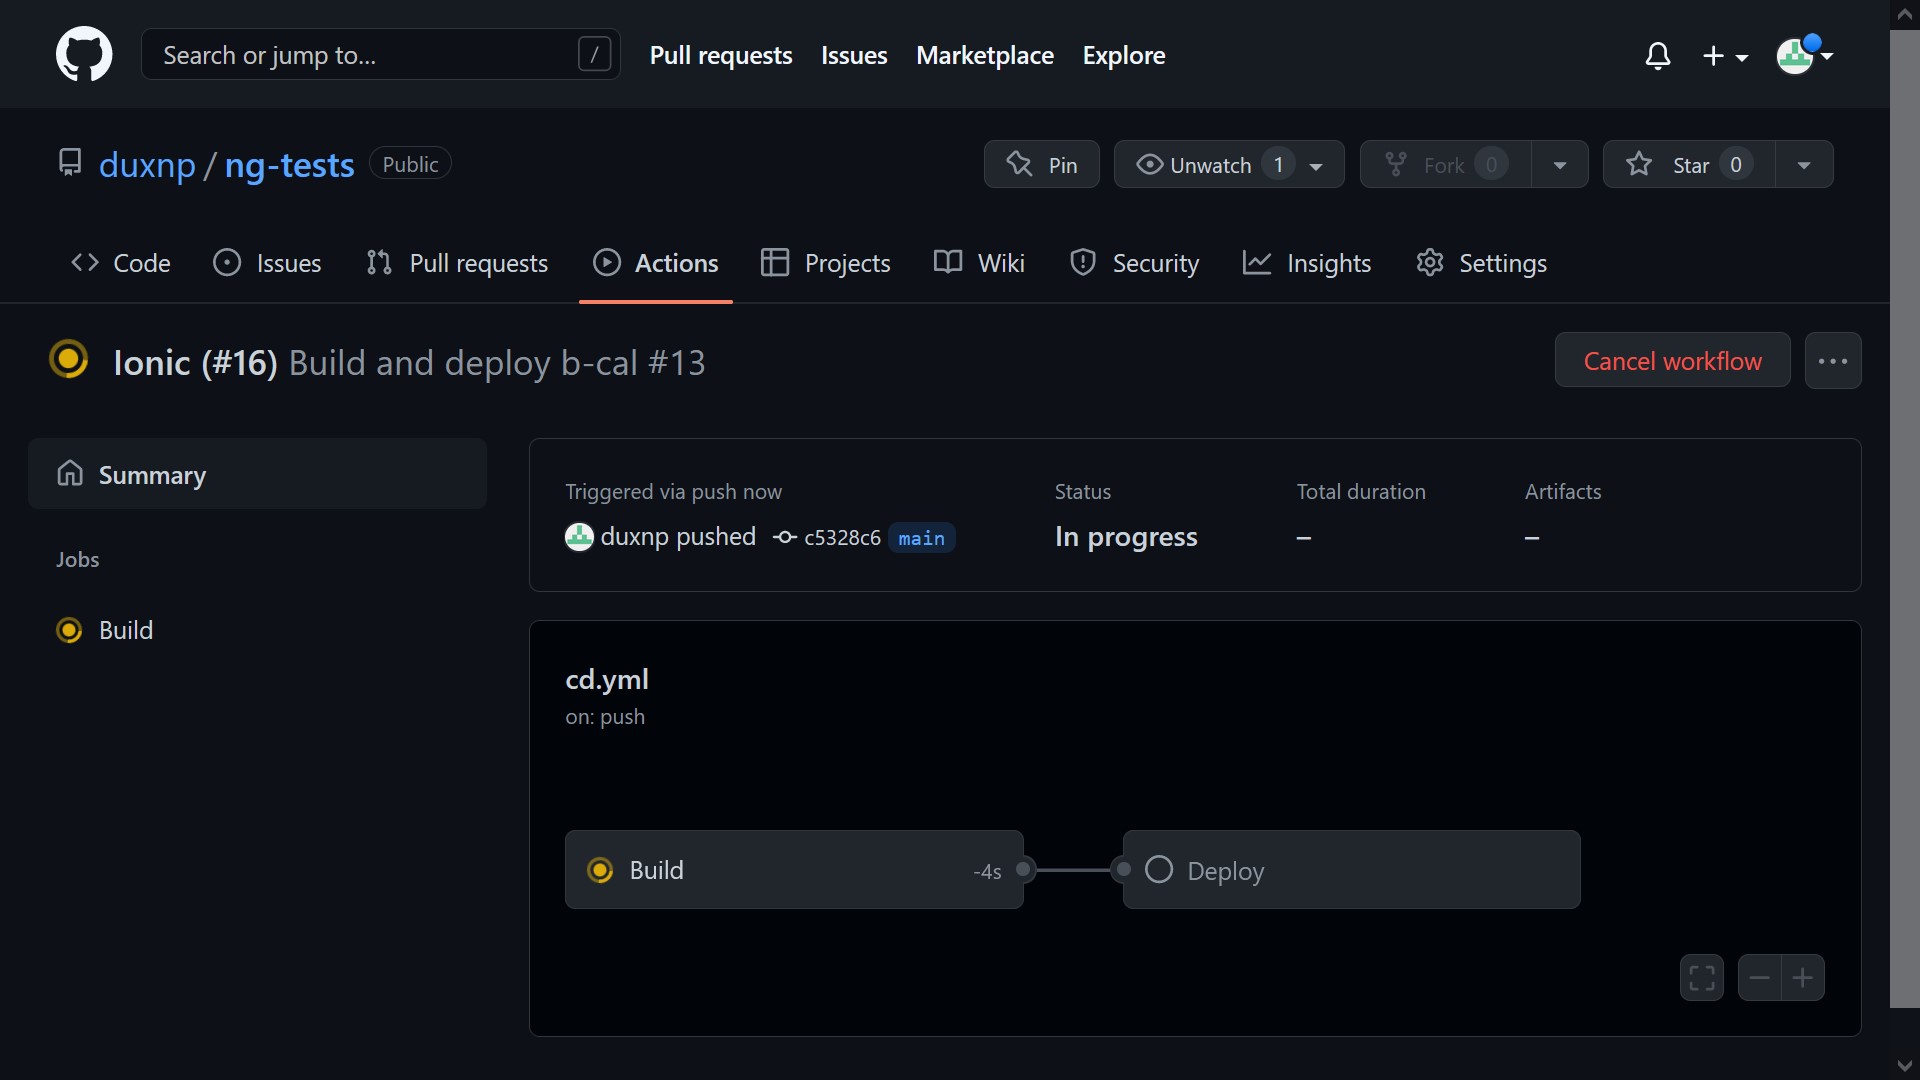 Search or jump to... / Pull requests Issues Marketplace Explore
duxnp / ng-tests Public Pin Unwatch 1 Fork 0 Star 0
Code Issues Pull requests Actions Projects Wiki Security Insights Settings
Ionic (#16) Build and deploy b-cal #13 Cancel workflow
Summary
Jobs
Build
Triggered via push now Status Total duration Artifacts
duxnp pushed c5328c6 main In progress – –
cd.yml
on: push
Build -4s Deploy